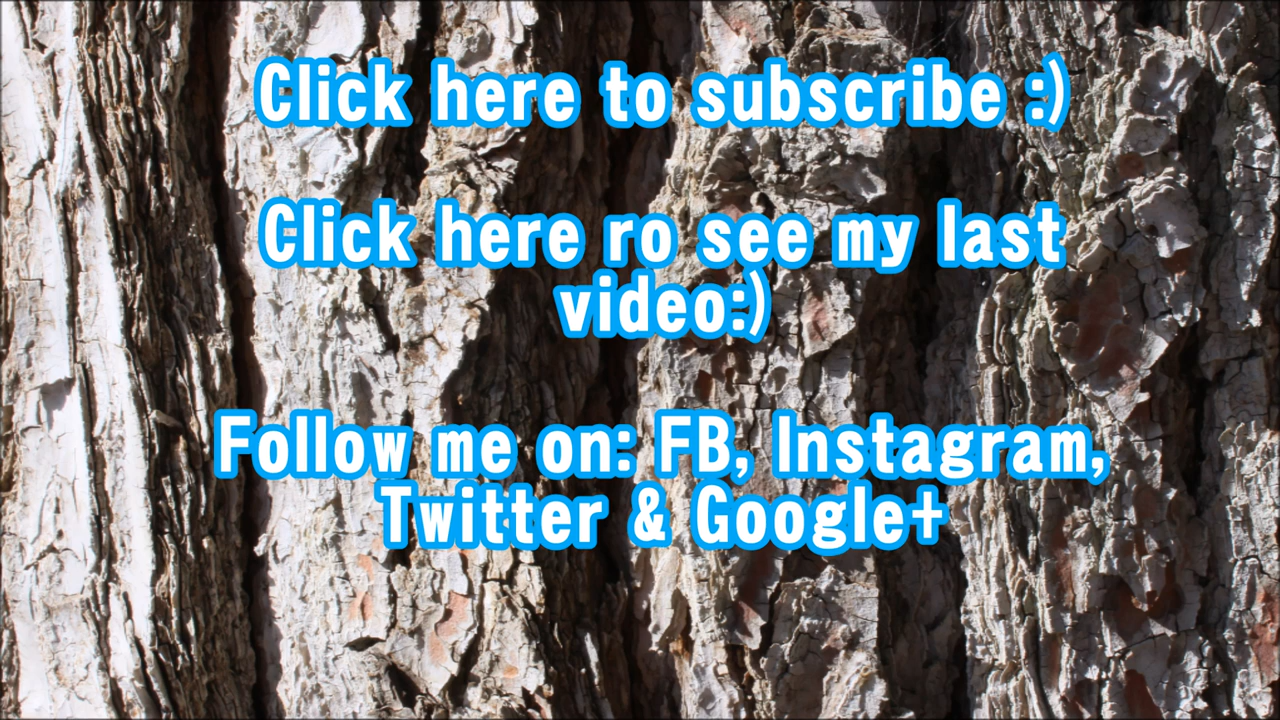 Click here to subscribe :)
Click here ro see my last
video:)
Follow me on: FB, Instagram,
Twitter & Google+